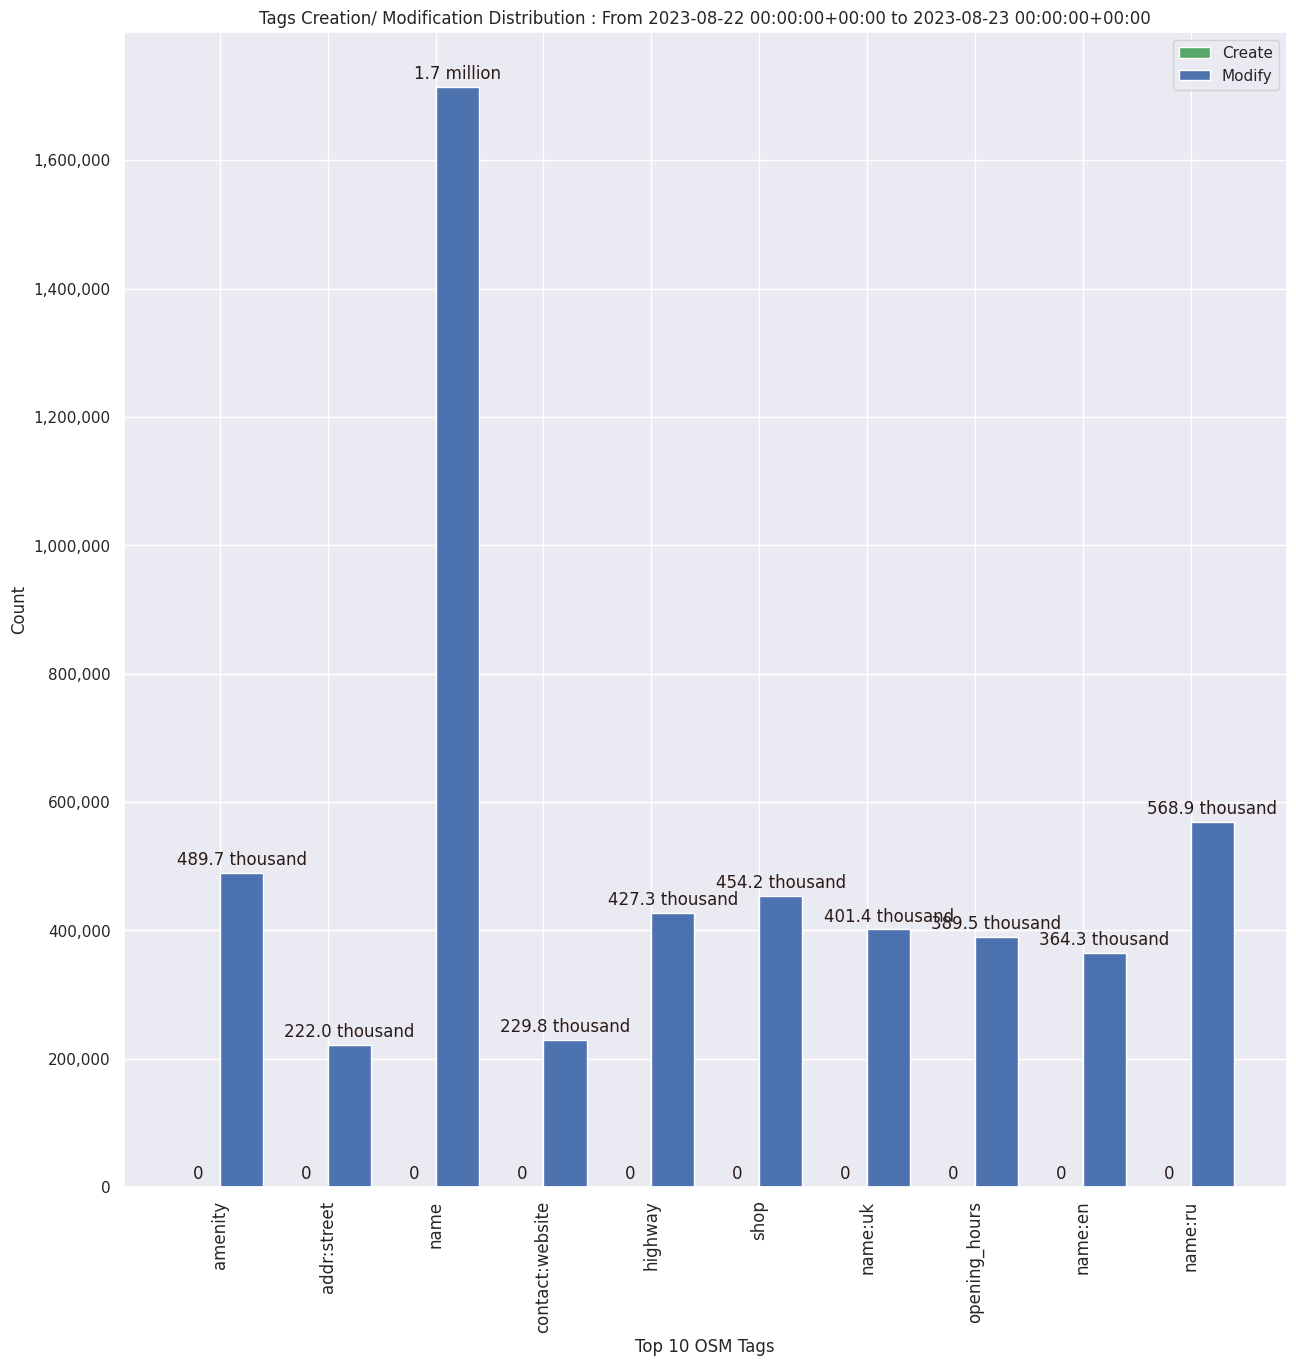 Tags Creation/ Modification Distribution : From 2023-08-22 00:00:00+00:00 to 2023-08-23 00:00:00+00:00
Create
Modify
1.7 million
1,600,000
1,400,000
1,200,000
1,000,000
800,000
600,000
400,000
200,000
0
Count
489.7 thousand
222.0 thousand
229.8 thousand
427.3 thousand
454.2 thousand
401.4 thousand
389.5 thousand
364.3 thousand
568.9 thousand
0
0
0
0
0
0
0
0
0
0
amenity
addr:street
name
contact:website
highway
shop
name:uk
opening_hours
name:en
name:ru
Top 10 OSM Tags